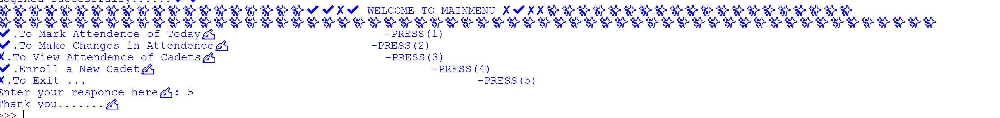 Logined Successfully......✔ ✔
✔✔✗✔ WELCOME TO MAINMENU ✗✔✗✗
✔.To Mark Attendence of Today✍ -PRESS(1)
✔.To Make Changes in Attendence✍ -PRESS(2)
✗.To View Attendence of Cadets✍ -PRESS(3)
✔.Enroll a New Cadet✍ -PRESS(4)
✗.To Exit ... -PRESS(5)
Enter your responce here✍: 5
Thank you.......✍
>>>